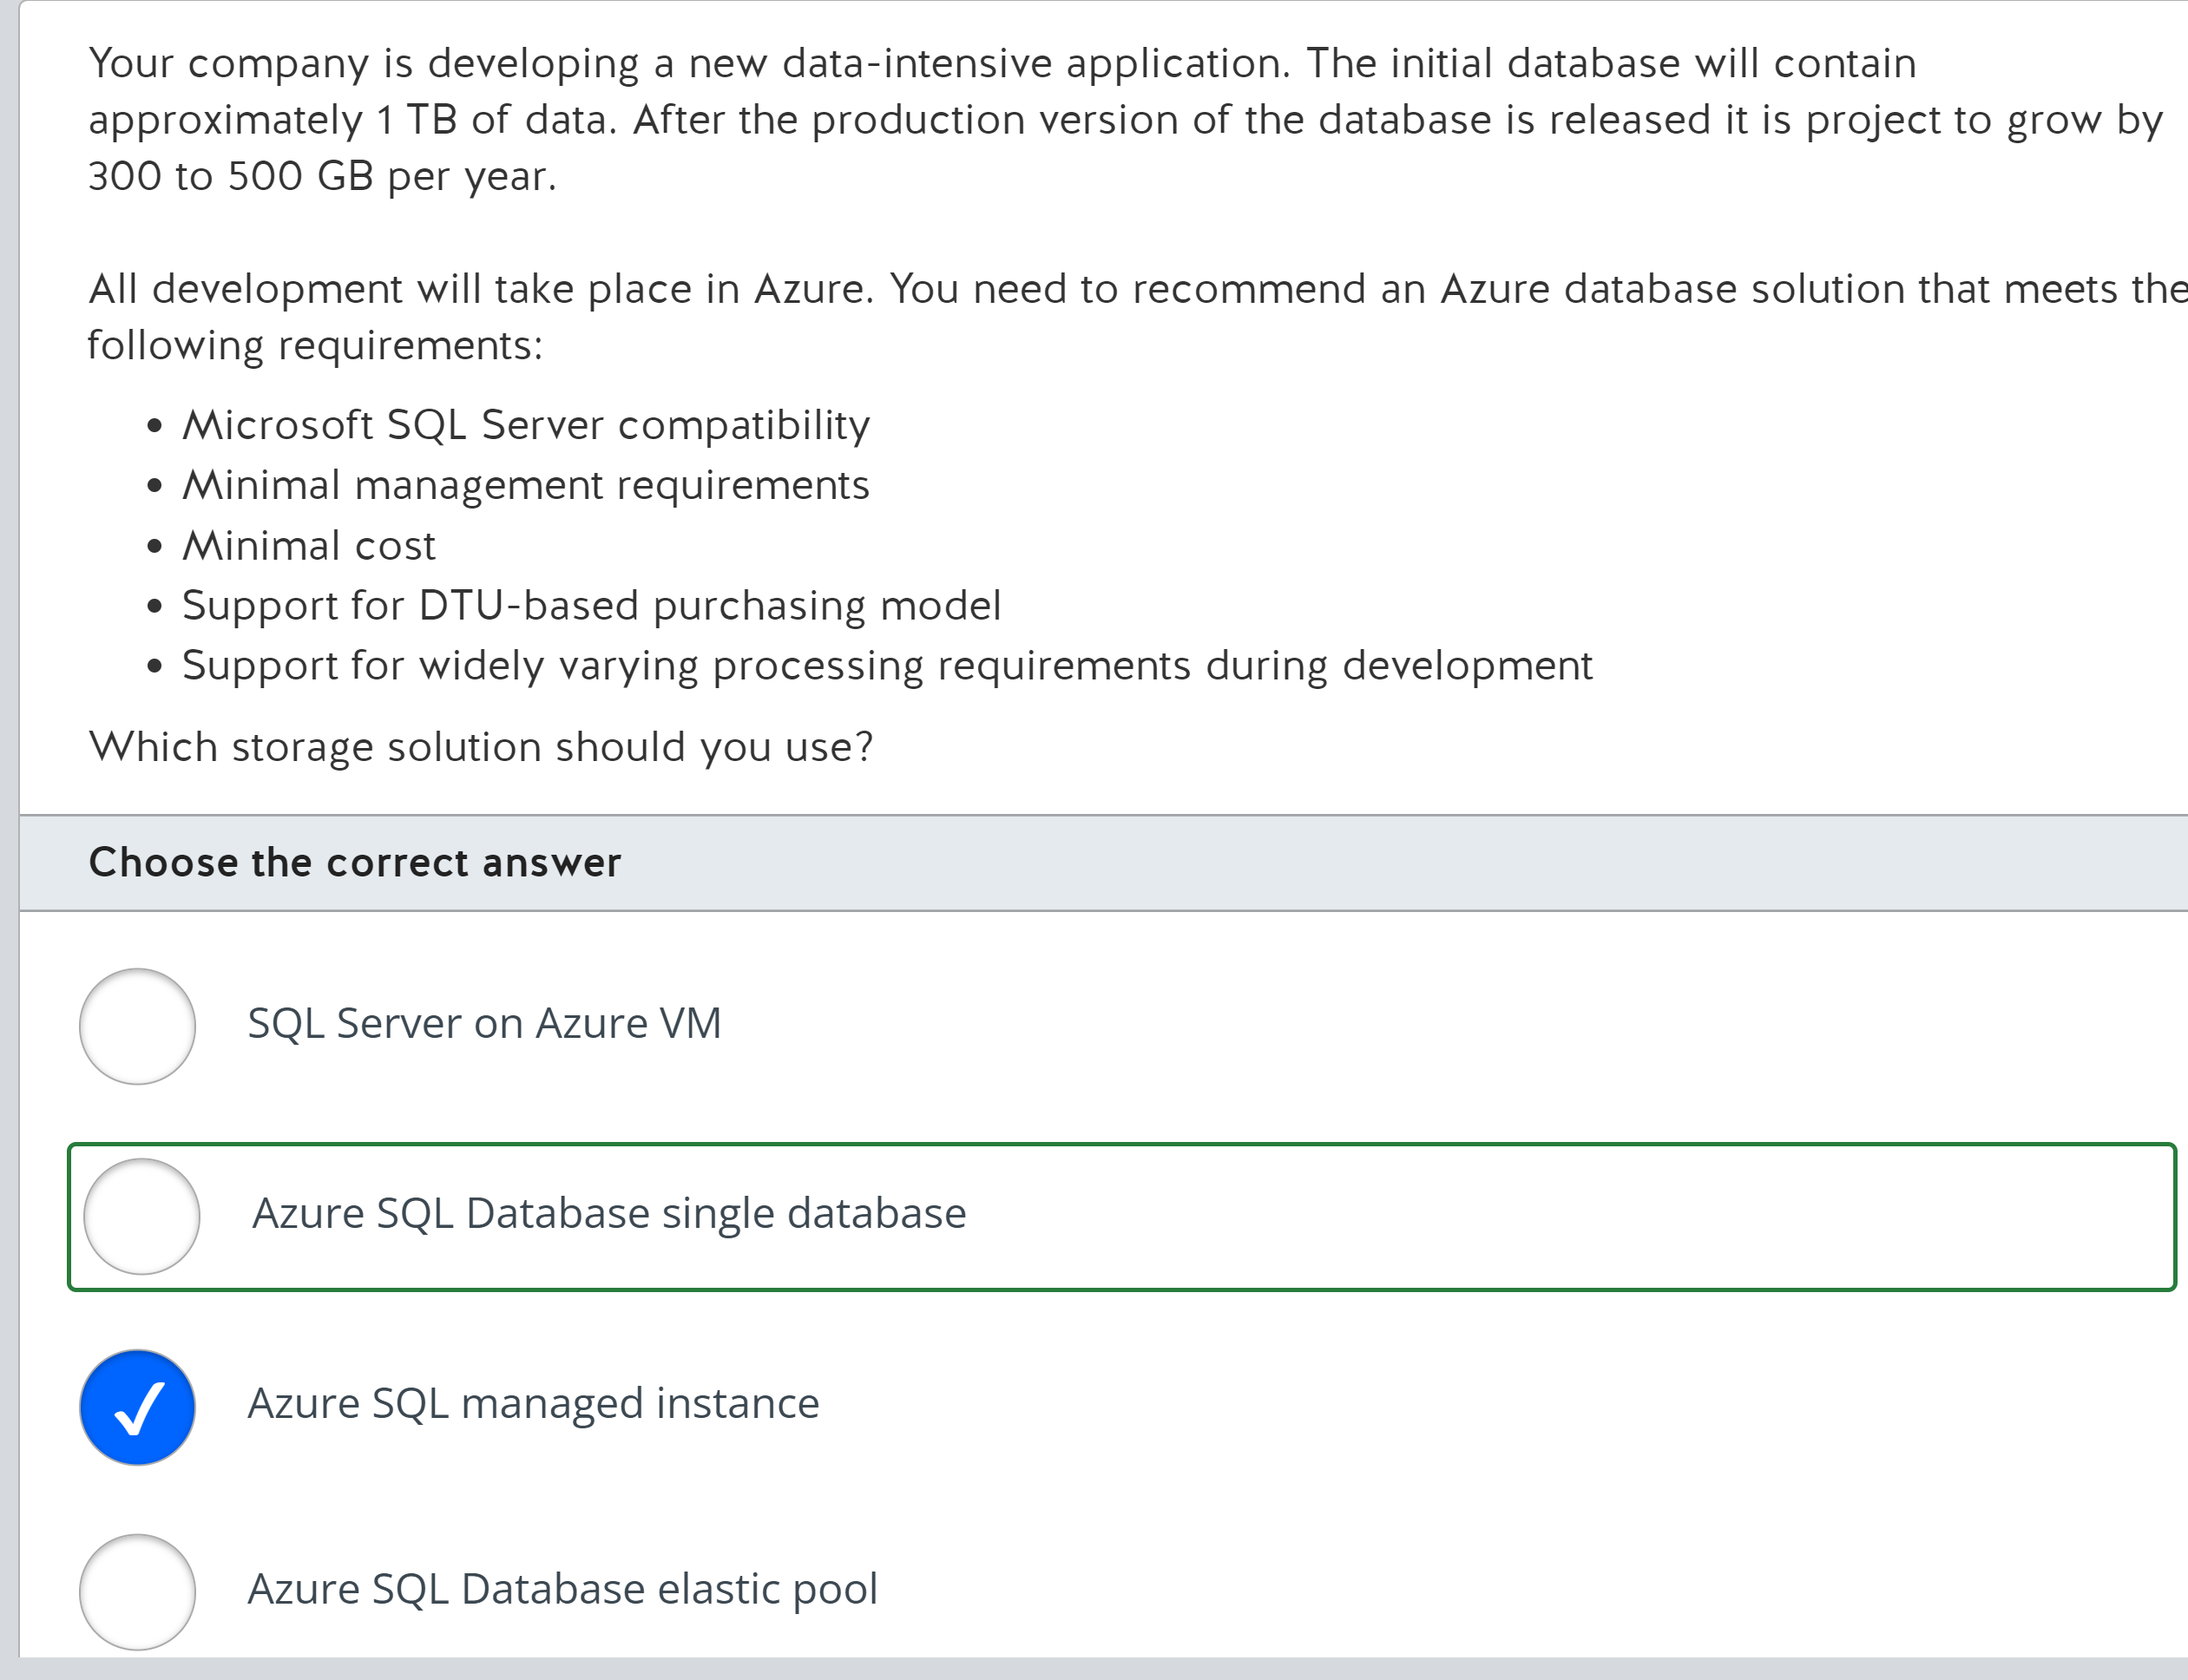 Your company is developing a new data-intensive application. The initial database will contain
approximately 1 TB of data. After the production version of the database is released it is project to grow by
300 to 500 GB per year.
All development will take place in Azure. You need to recommend an Azure database solution that meets the
following requirements:
• Microsoft SQL Server compatibility
• Minimal management requirements
• Minimal cost
• Support for DTU-based purchasing model
• Support for widely varying processing requirements during development
Which storage solution should you use?
Choose the correct answer
SQL Server on Azure VM
Azure SQL Database single database
Azure SQL managed instance
Azure SQL Database elastic pool